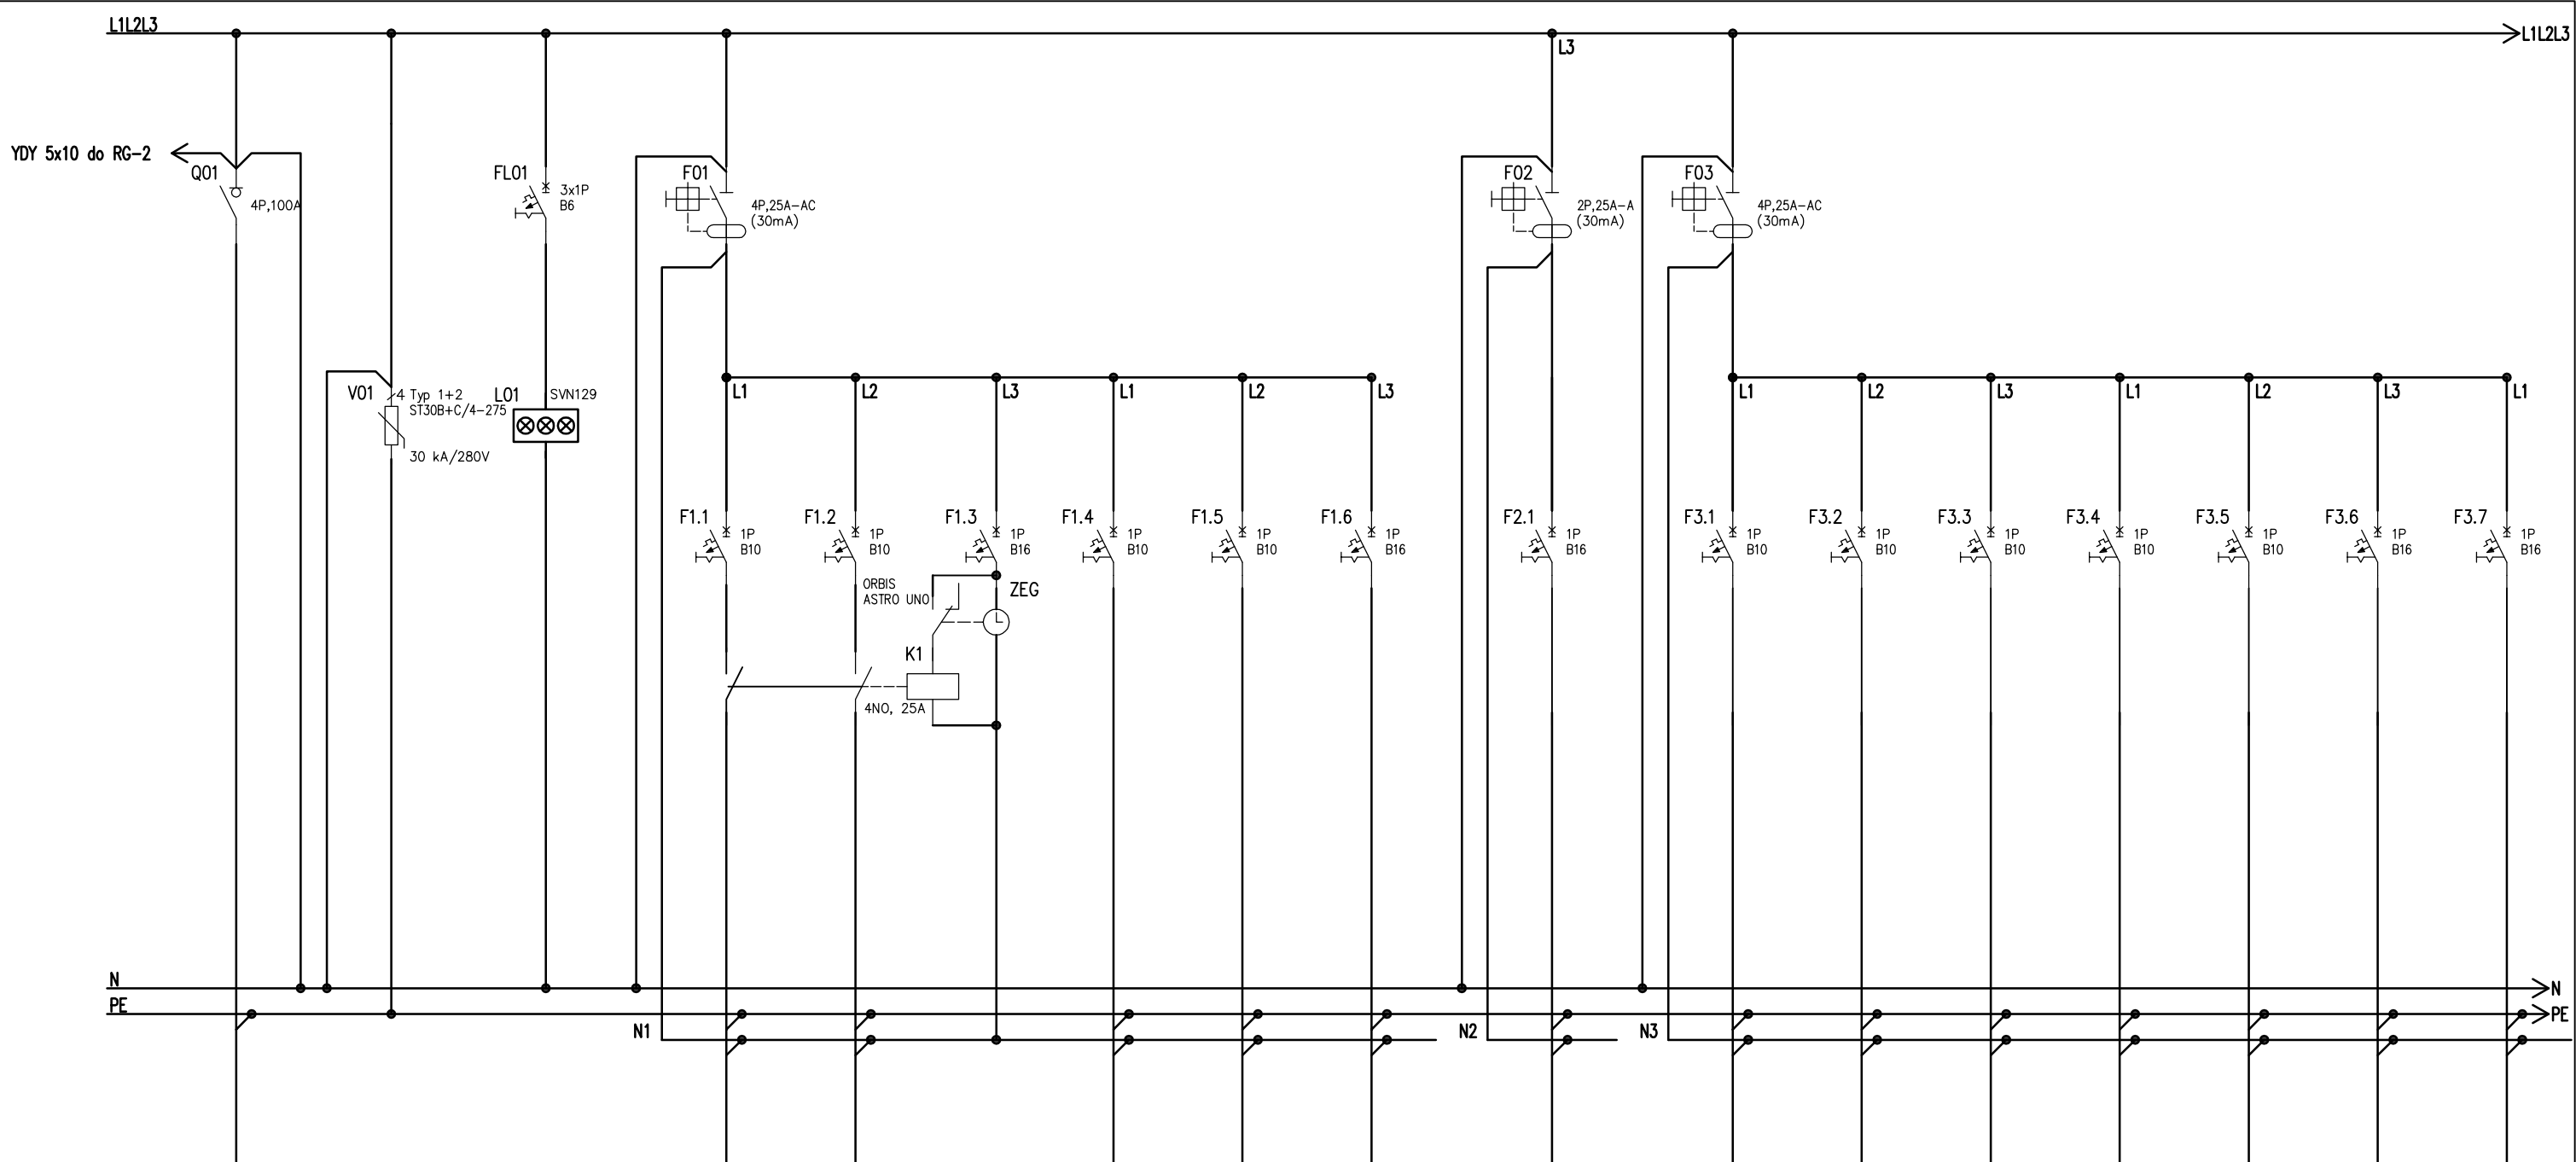 L1L2L3
L1L2L3
L3
YDY 5x10 do RG-2
Q01
4P,100A
FL01
3x1P
B6
F01
4P,25A-AC
(30mA)
F02
2P,25A-A
(30mA)
F03
4P,25A-AC
(30mA)
V01
4 Typ 1+2
ST30B+C/4-275
30 kA/280V
L01
SVN129
L1
L2
L3
L1
L2
L3
L1
L2
L3
L1
L2
L3
L1
F1.1
1P
B10
F1.2
1P
B10
F1.3
1P
B16
F1.4
1P
B10
F1.5
1P
B10
F1.6
1P
B16
F2.1
1P
B16
F3.1
1P
B10
F3.2
1P
B10
F3.3
1P
B10
F3.4
1P
B10
F3.5
1P
B10
F3.6
1P
B16
F3.7
1P
B16
ORBIS
ASTRO UNO
ZEG
K1
4NO, 25A
N
N
PE
PE
N1
N2
N3